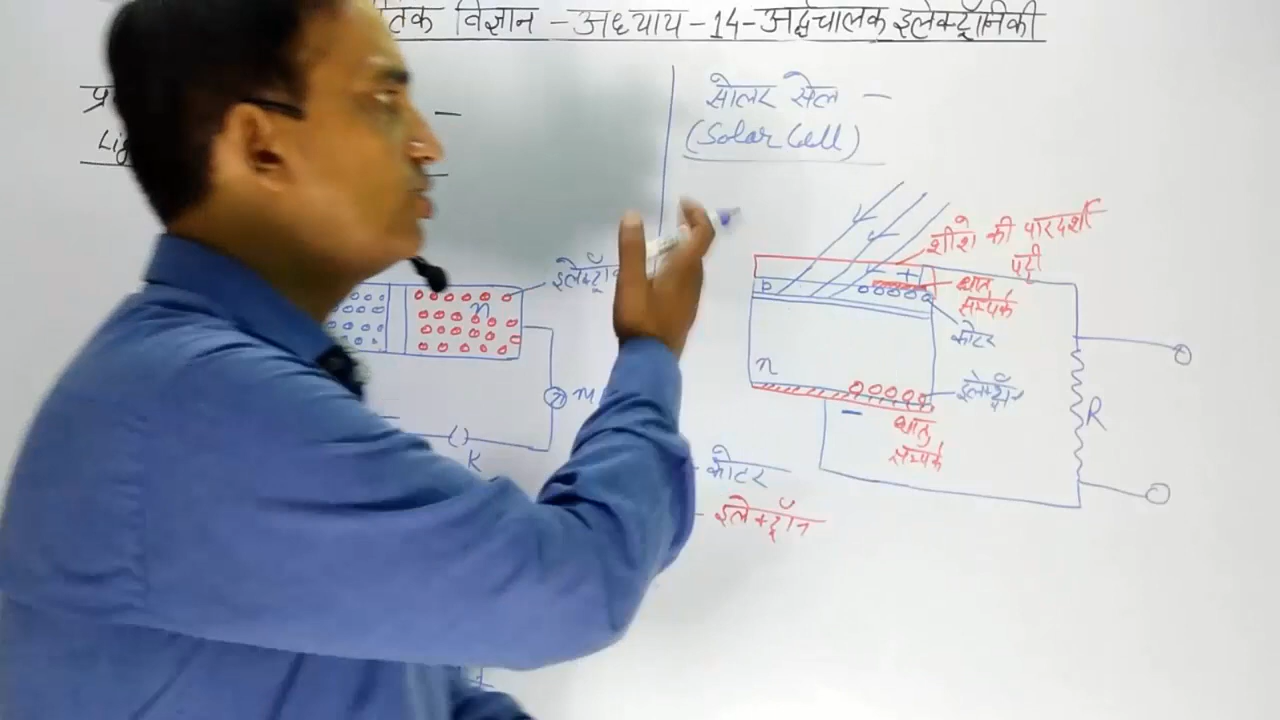 तिक विज्ञान - अध्याय - 14 - अर्द्धचालक इलेक्ट्रॉनिकी
प्र
Lig
सोलर सेल -
(Solar Cell)
शीशे की पारदर्शी
पट्टी
+
धातु
सम्पर्क
कोटर
p
n
इलेक्ट्रॉन
-
धातु
सम्पर्क
R
n
K
कोटर
इलेक्ट्रॉन